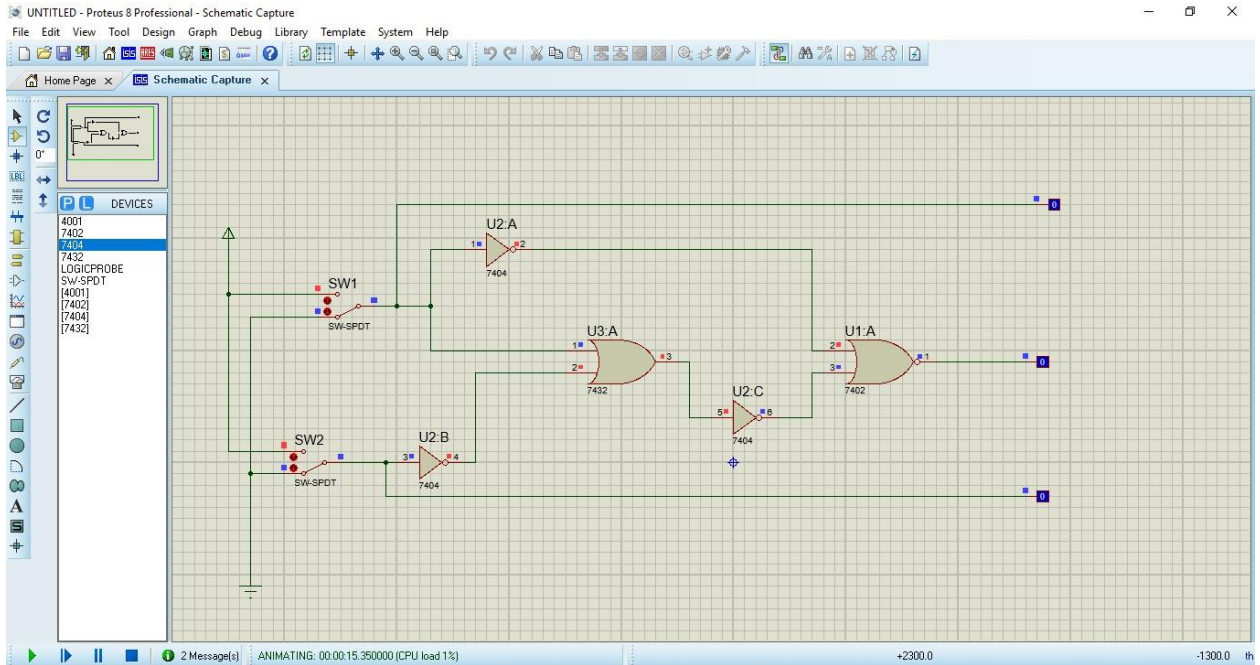 UNTITLED - Proteus 8 Professional - Schematic Capture
File Edit View Tool Design Graph Debug Library Template System Help
Home Page x Schematic Capture x
0°
LBL
P L DEVICES
4001
7402
7404
7432
LOGICPROBE
SW-SPDT
[4001]
[7402]
[7404]
[7432]
A
S
0
U2:A
1 2
7404
SW1
SW-SPDT
U3:A
1 3
2
7432
U1:A
2 1
3
7402
0
U2:C
5 6
7404
SW2
SW-SPDT
U2:B
3 4
7404
0
2 Message(s) ANIMATING: 00:00:15.350000 (CPU load 1%) +2300.0 -1300.0 th